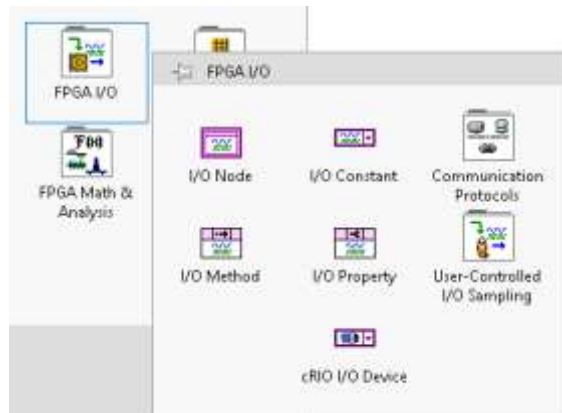 FPGA I/O
FPGA I/O
FPGA Math &
Analysis
I/O Node
I/O Constant
Communication
Protocols
I/O Method
I/O Property
User-Controlled
I/O Sampling
cRIO I/O Device